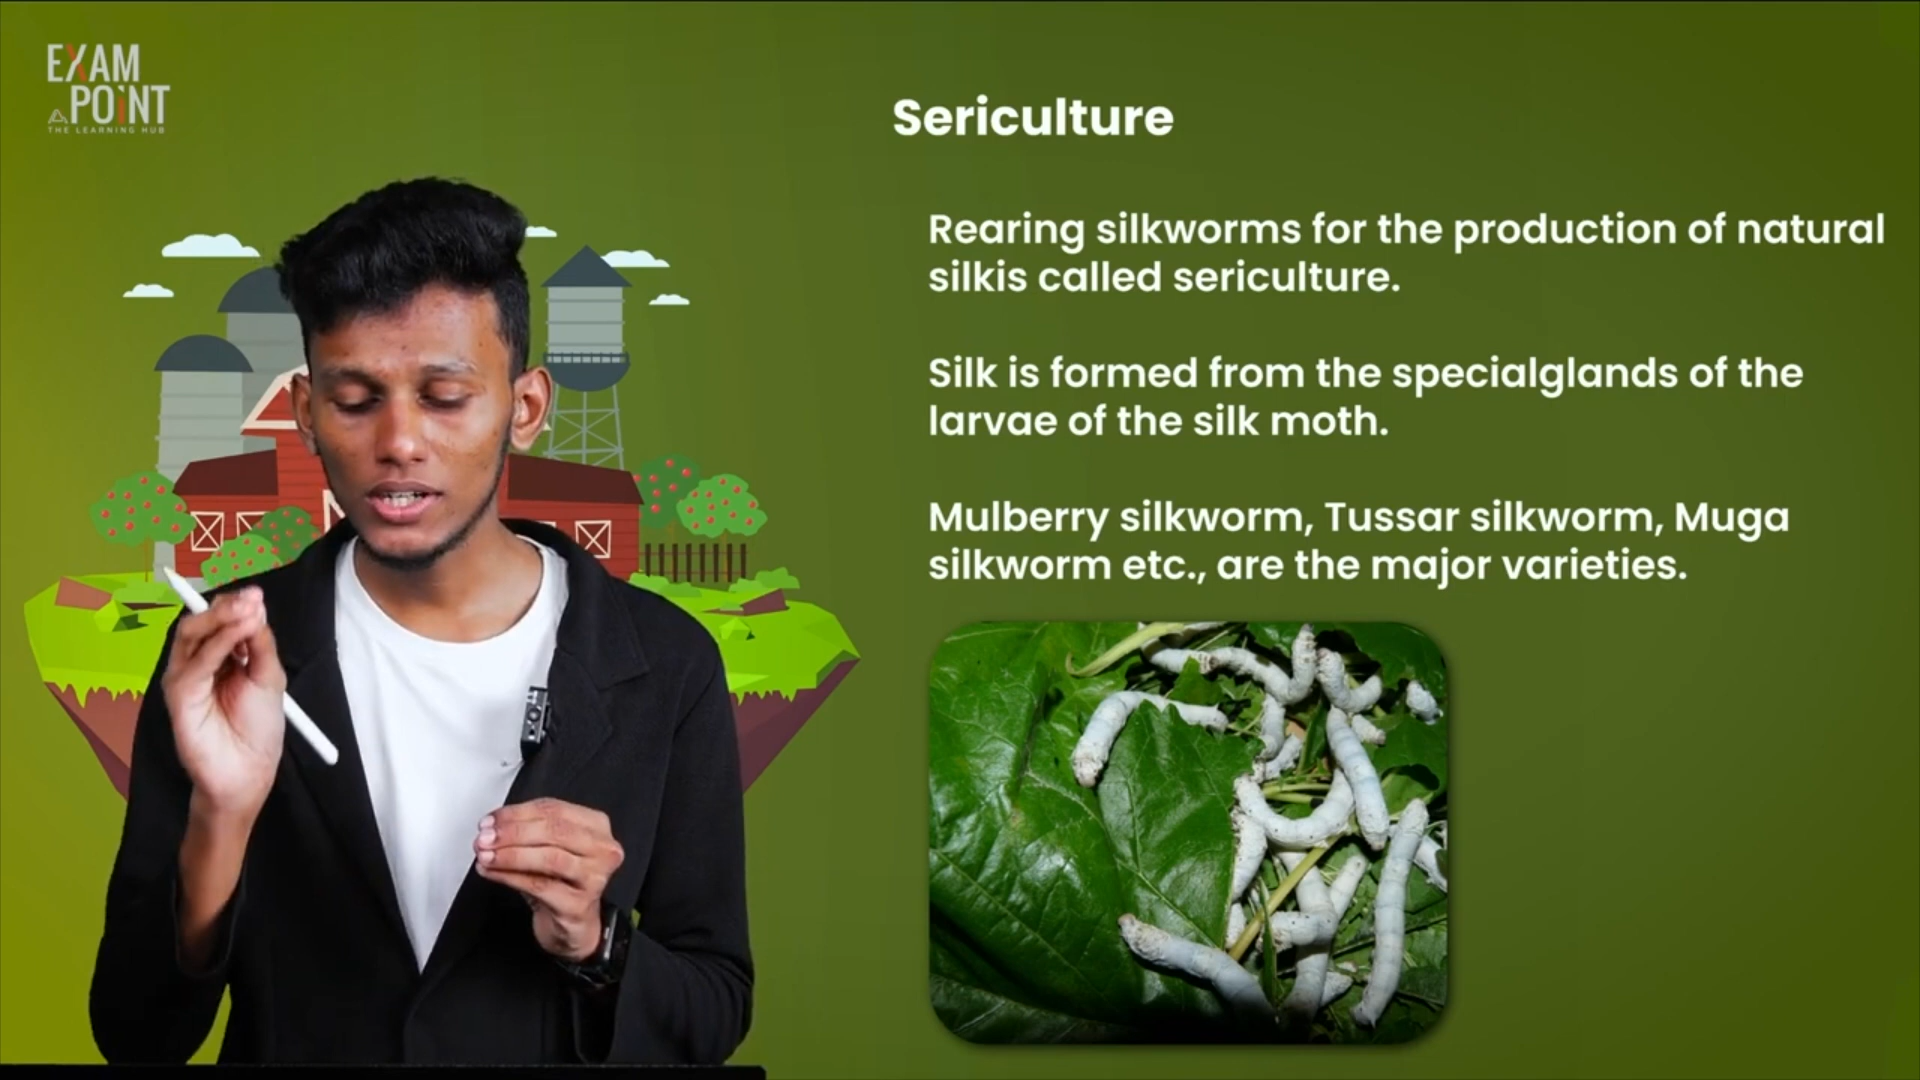 EXAM
POINT
THE LEARNING HUB
Sericulture
Rearing silkworms for the production of natural
silkis called sericulture.
Silk is formed from the specialglands of the
larvae of the silk moth.
Mulberry silkworm, Tussar silkworm, Muga
silkworm etc., are the major varieties.